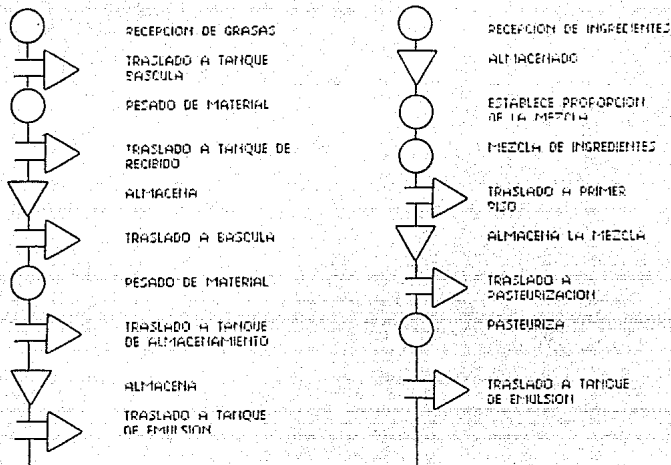 RECEPCION DE GRASAS
TRASLADO A TANQUE
BASCULA
PESADO DE MATERIAL
TRASLADO A TANQUE DE
RECIBIDO
ALMACENA
TRASLADO A BASCULA
PESADO DE MATERIAL
TRASLADO A TANQUE
DE ALMACENAMIENTO
ALMACENA
TRASLADO A TANQUE
DE EMULSION
RECEPCION DE INGREDIENTES
ALMACENADO
ESTABLECE PROPORCION
DE LA MEZCLA
MEZCLA DE INGREDIENTES
TRASLADO A PRIMER
PISO
ALMACENA LA MEZCLA
TRASLADO A
PASTEURIZACION
PASTEURIZA
TRASLADO A TANQUE
DE EMULSION